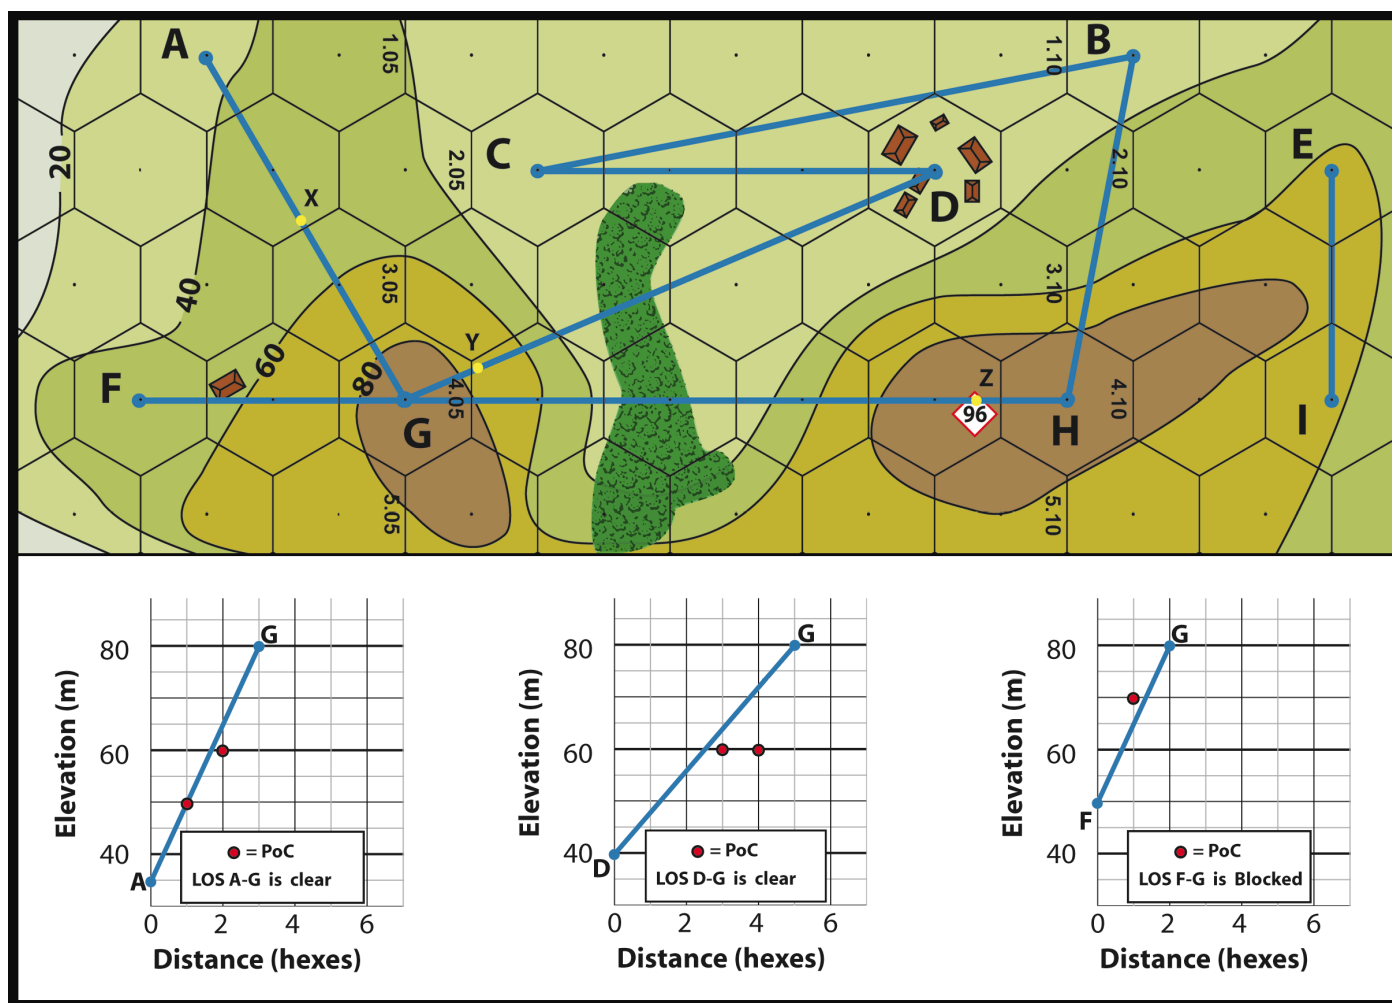 A
B
1.05
1.10
20
C
2.05
D
2.10
E
X
40
3.05
3.10
60
80
Y
F
G
4.05
Z
96
H
4.10
I
5.05
5.10
Elevation (m)
80
60
40
G
A
= PoC
LOS A-G is clear
0
2
4
6
Distance (hexes)
Elevation (m)
80
60
40
G
D
= PoC
LOS D-G is clear
0
2
4
6
Distance (hexes)
Elevation (m)
80
60
40
G
F
= PoC
LOS F-G is Blocked
0
2
4
6
Distance (hexes)